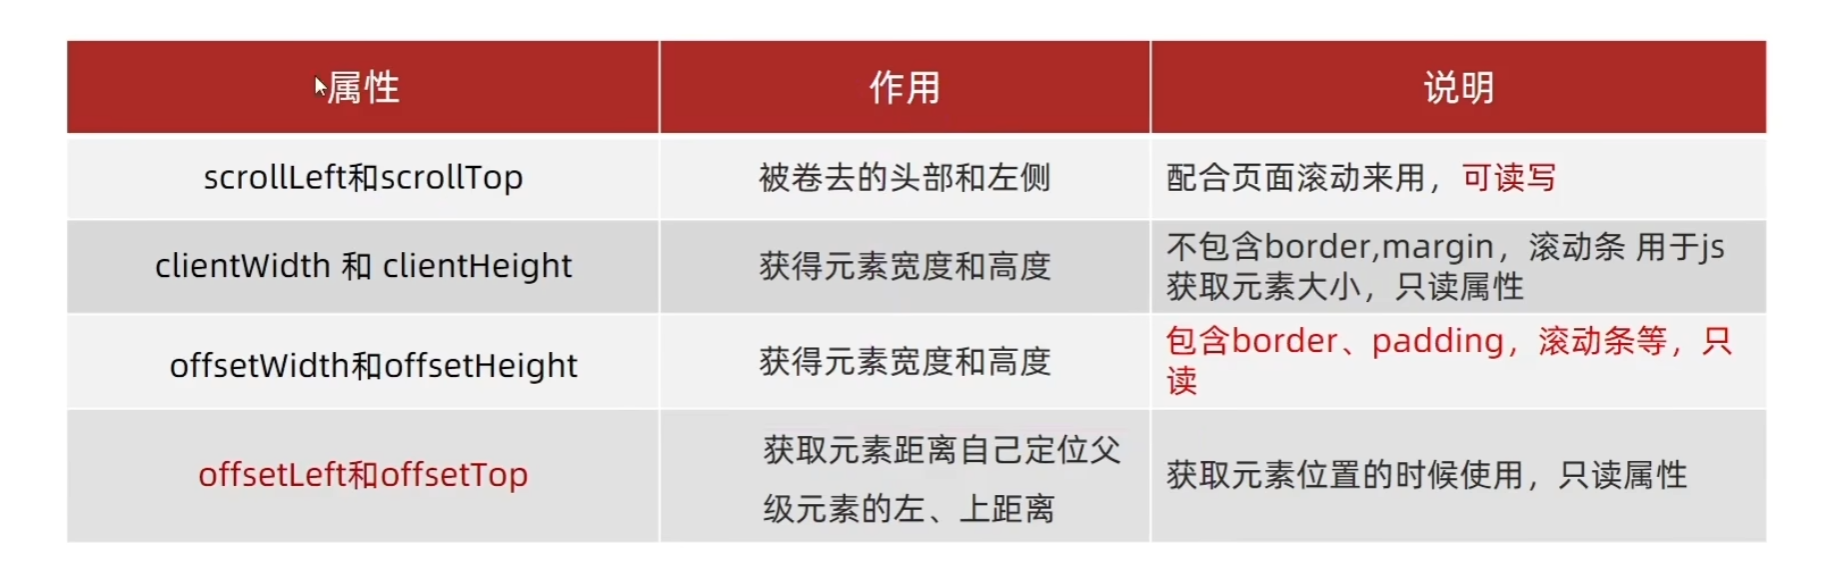 属性
作用
说明
scrollLeft和scrollTop
被卷去的头部和左侧
配合页面滚动来用，可读写
clientWidth 和 clientHeight
获得元素宽度和高度
不包含border,margin，滚动条 用于js
获取元素大小，只读属性
offsetWidth和offsetHeight
获得元素宽度和高度
包含border、padding，滚动条等，只
读
offsetLeft和offsetTop
获取元素距离自己定位父
级元素的左、上距离
获取元素位置的时候使用，只读属性